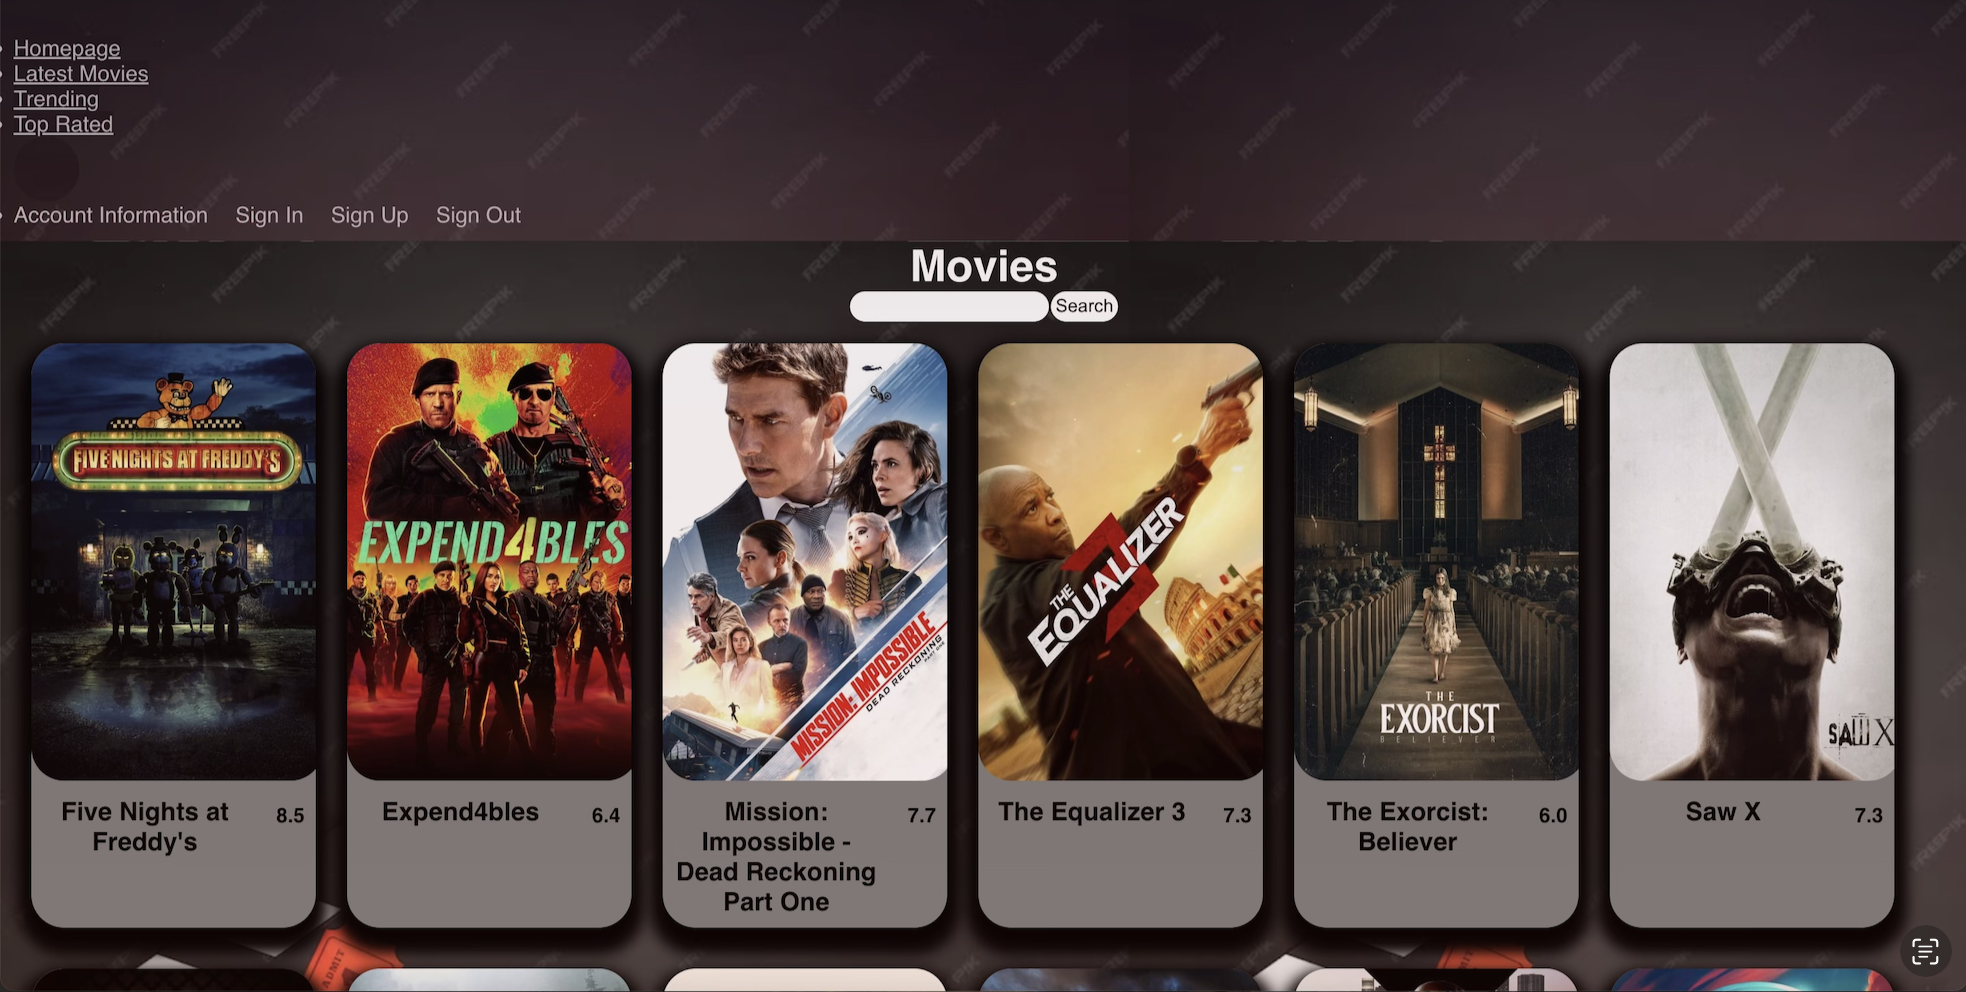 Homepage
Latest Movies
Trending
Top Rated
Account Information Sign In Sign Up Sign Out
Movies
Search
FIVE NIGHTS AT FREDDY'S
EXPEND4BLES
MISSION: IMPOSSIBLE
DEAD RECKONING
PART ONE
THE
EQUALIZER
3
THE
EXORCIST
BELIEVER
SAW X
Five Nights at
Freddy's
8.5
Expend4bles
6.4
Mission:
Impossible -
Dead Reckoning
Part One
7.7
The Equalizer 3
7.3
The Exorcist:
Believer
6.0
Saw X
7.3
ADMIT
FREEPIK